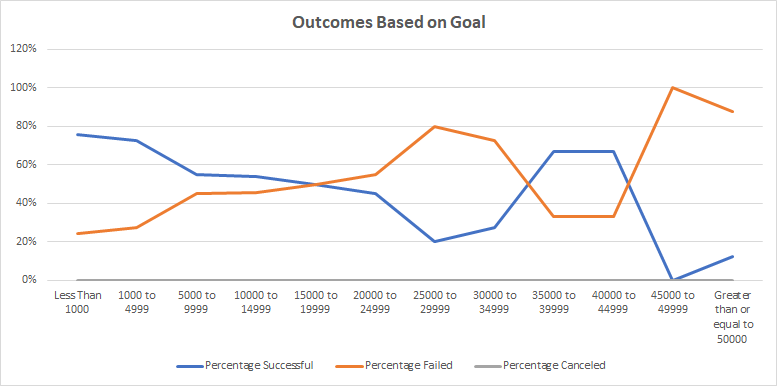 Outcomes Based on Goal
120%
100%
80%
60%
40%
20%
0%
Less Than
1000
1000 to
4999
5000 to
9999
10000 to
14999
15000 to
19999
20000 to
24999
25000 to
29999
30000 to
34999
35000 to
39999
40000 to
44999
45000 to
49999
Greater
than or
equal to
50000
Percentage Successful
Percentage Failed
Percentage Canceled